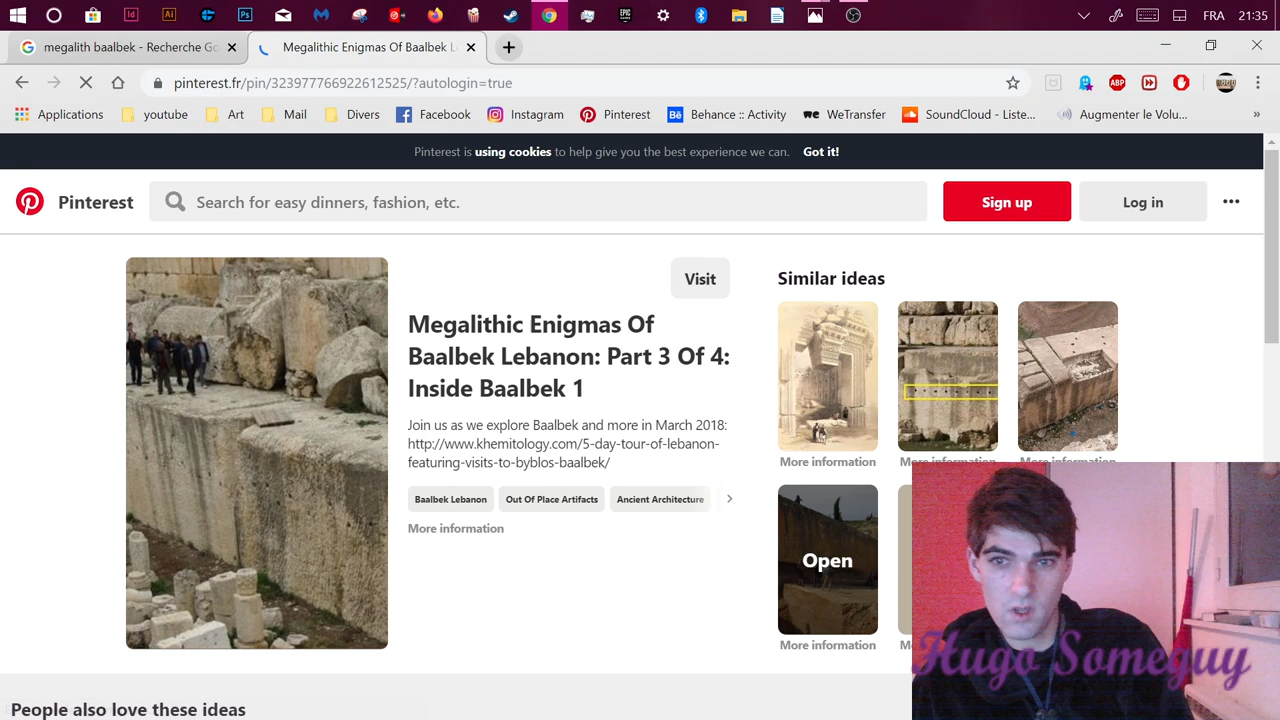 FRA
21:35
megalith baalbek - Recherche Go
Megalithic Enigmas Of Baalbek L
pinterest.fr/pin/323977766922612525/?autologin=true
ABP
Applications
youtube
Art
Mail
Divers
Facebook
Instagram
Pinterest
Behance :: Activity
WeTransfer
SoundCloud - Liste...
Augmenter le Volu...
Pinterest is using cookies to help give you the best experience we can. Got it!
Pinterest
Search for easy dinners, fashion, etc.
Sign up
Log in
Visit
Megalithic Enigmas Of
Baalbek Lebanon: Part 3 Of 4:
Inside Baalbek 1
Join us as we explore Baalbek and more in March 2018:
http://www.khemitology.com/5-day-tour-of-lebanon-
featuring-visits-to-byblos-baalbek/
Baalbek Lebanon
Out Of Place Artifacts
Ancient Architecture
More information
Similar ideas
More information
More information
More information
Open
More information
Hugo Someguy
People also love these ideas